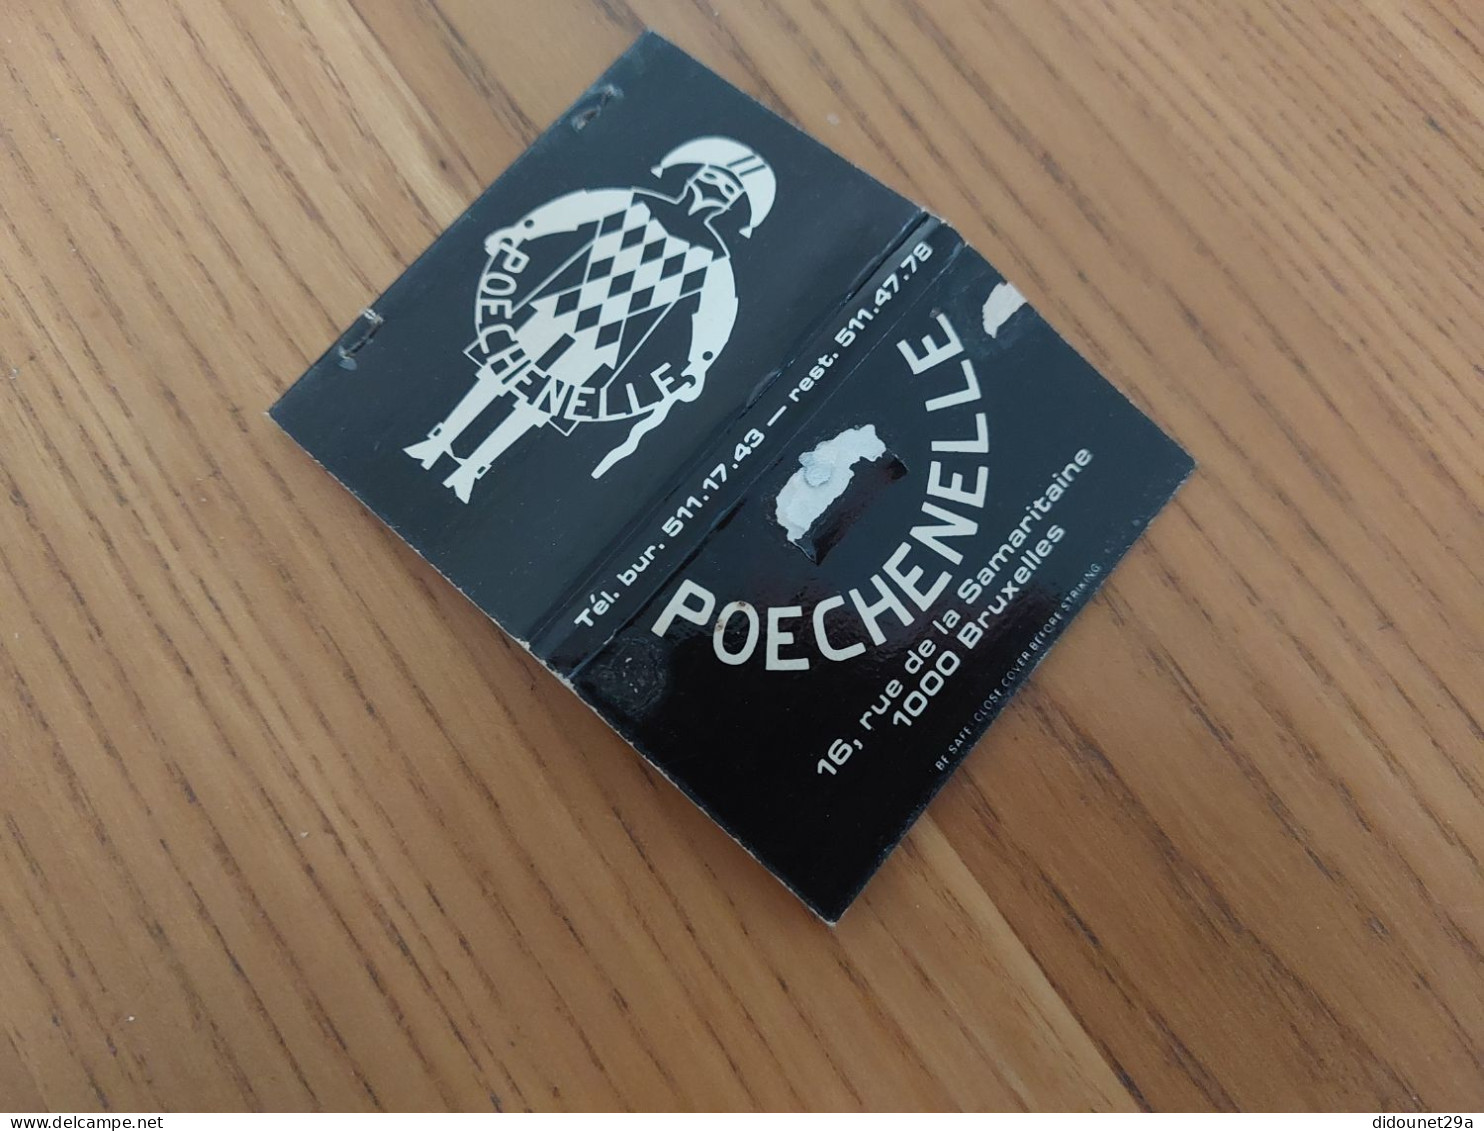 POECHENELLE
Tél. bur. 511.17.43 — rest. 511.47.78
POECHENELLE
16, rue de la Samaritaine
1000 Bruxelles
BE SAFE. CLOSE COVER BEFORE STRIKING
delcampe.net
didounet29a